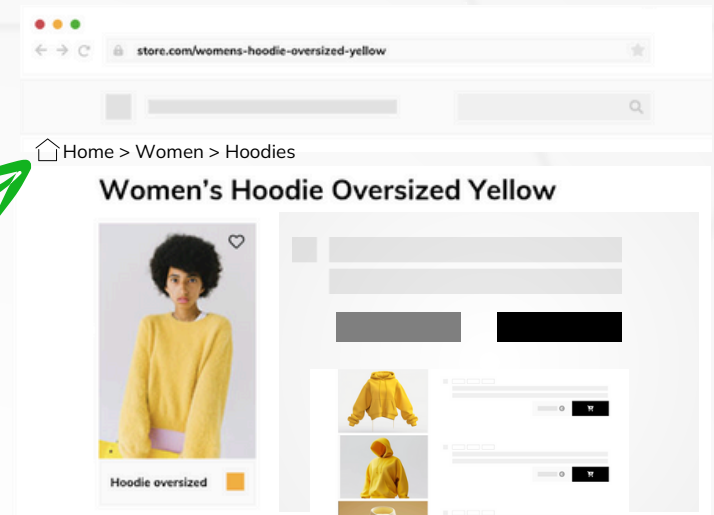 store.com/womens-hoodie-oversized-yellow
Home > Women > Hoodies
Women's Hoodie Oversized Yellow
Hoodie oversized